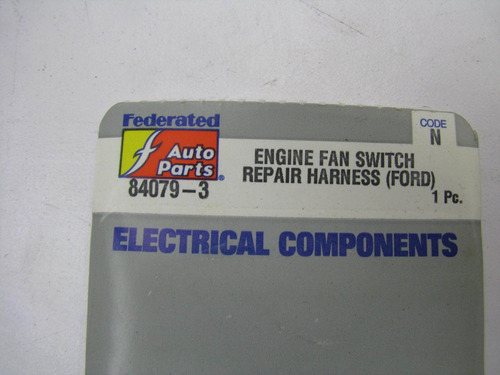 Federated
f Auto
Parts®
84079-3
CODE
N
ENGINE FAN SWITCH
REPAIR HARNESS (FORD)
1 Pc.
ELECTRICAL COMPONENTS